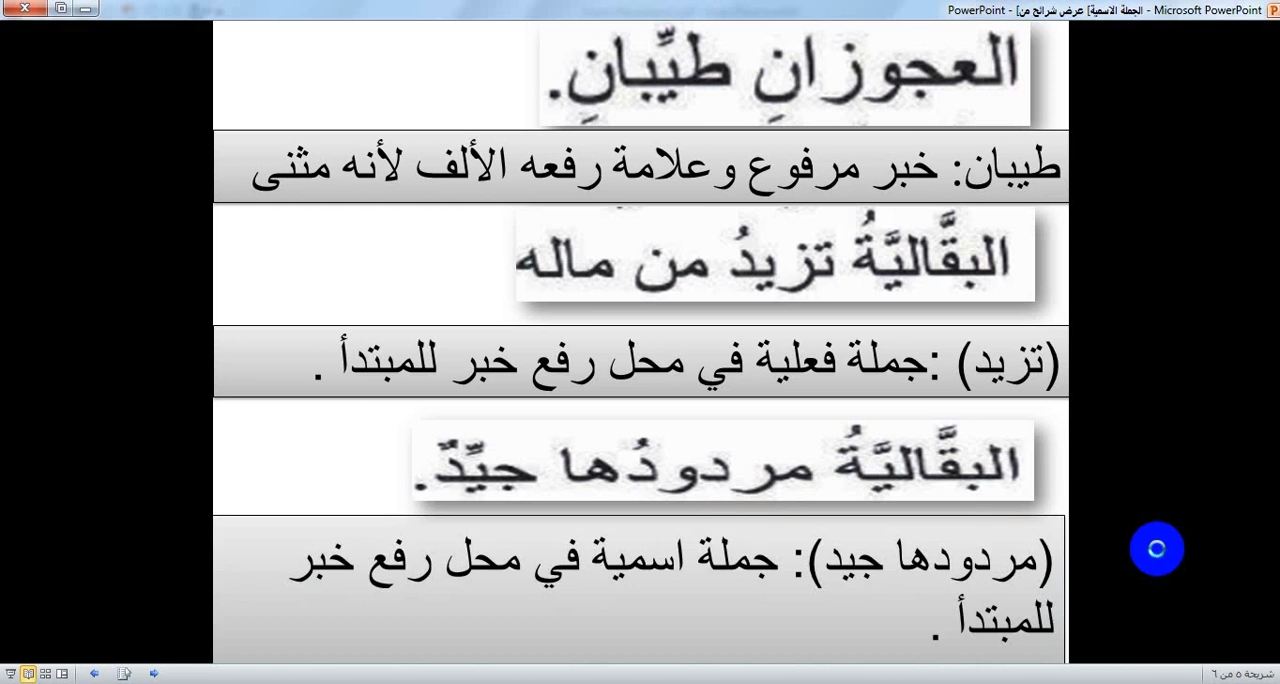 الجملة الاسمية] عرض شرائح من] - PowerPoint - Microsoft PowerPoint
العجوزانِ طيِّبانِ.
طيبان: خبر مرفوع وعلامة رفعه الألف لأنه مثنى
البقَّاليَّةُ تزيدُ من ماله
(تزيد) :جملة فعلية في محل رفع خبر للمبتدأ .
البقَّاليَّةُ مردودُها جيِّدٌ.
(مردودها جيد): جملة اسمية في محل رفع خبر
للمبتدأ .
شريحة ٥ من ٦